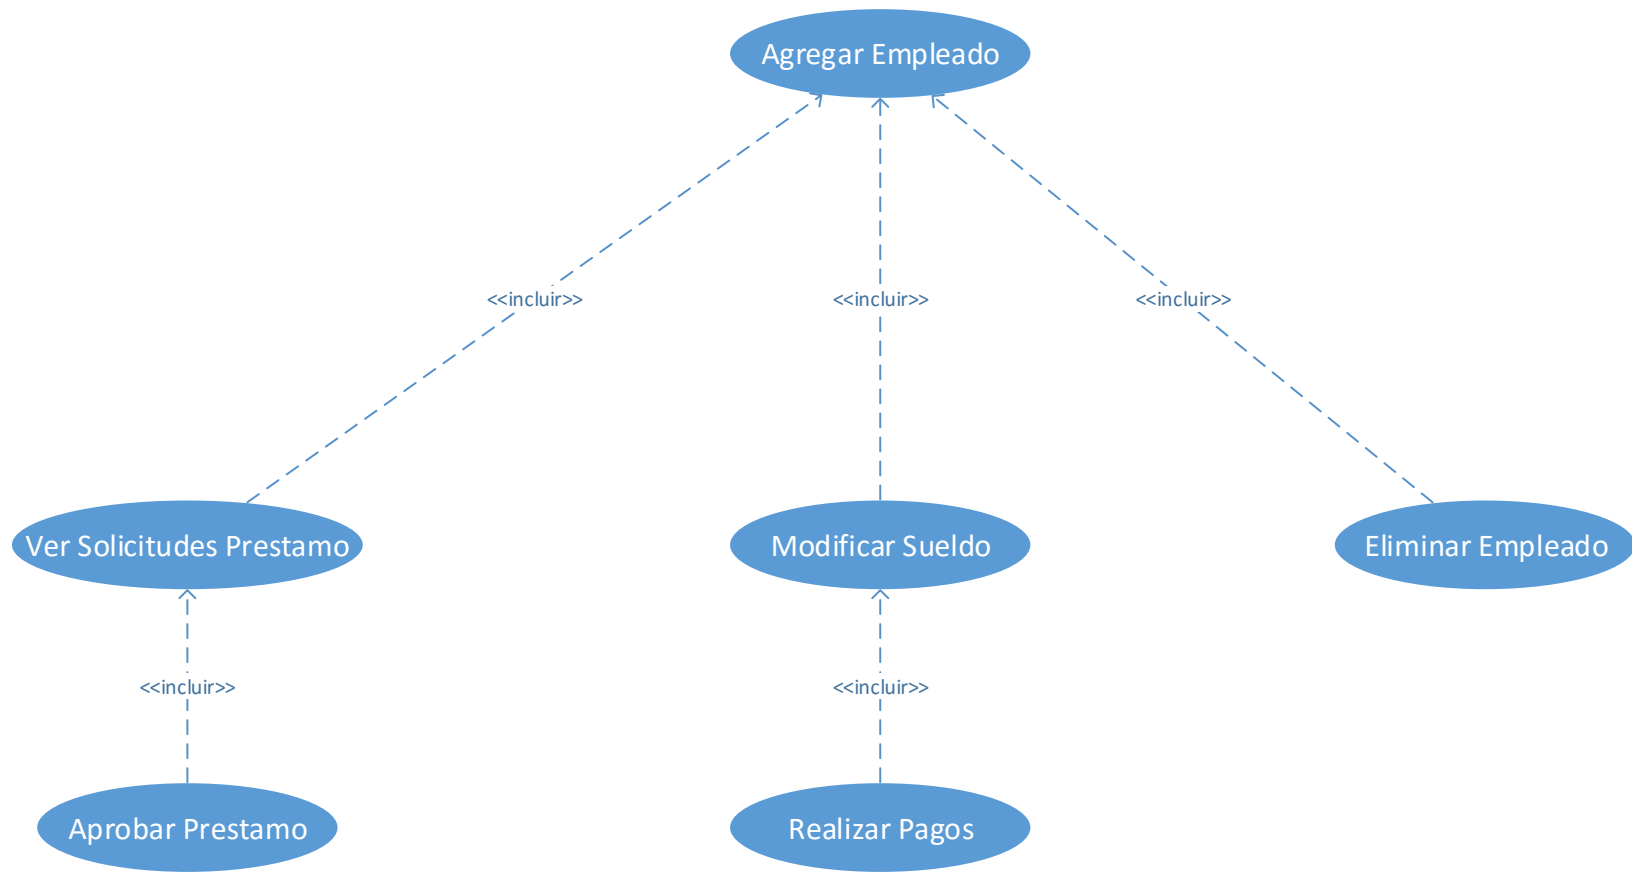 Agregar Empleado
<<incluir>>
<<incluir>>
<<incluir>>
Ver Solicitudes Prestamo
Modificar Sueldo
Eliminar Empleado
<<incluir>>
<<incluir>>
Aprobar Prestamo
Realizar Pagos